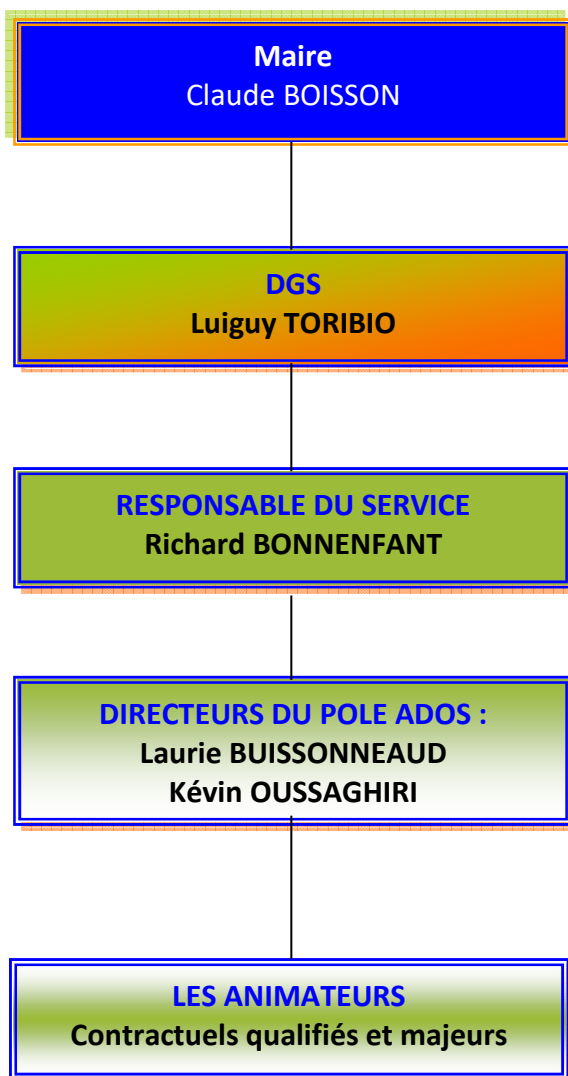 Maire
Claude BOISSON
DGS
Luiguy TORIBIO
RESPONSABLE DU SERVICE
Richard BONNENFANT
DIRECTEURS DU POLE ADOS :
Laurie BUISSONNEAUD
Kévin OUSSAGHIRI
LES ANIMATEURS
Contractuels qualifiés et majeurs